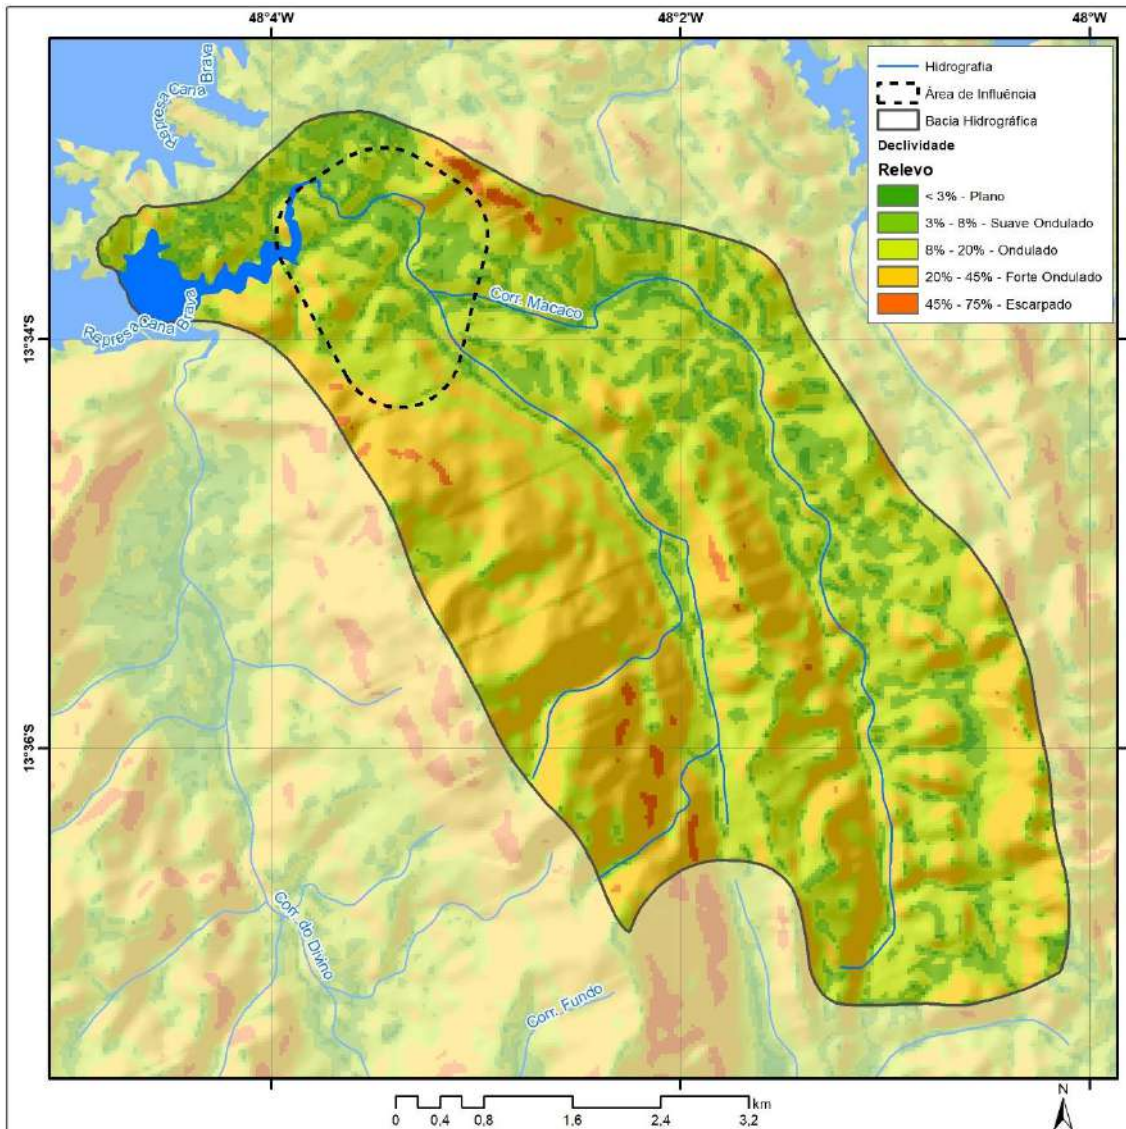 48°4'W
48°2'W
48°W
Represa Cana Brava
Hidrografia
Área de Influência
Bacia Hidrográfica
Declividade
Relevo
< 3% - Plano
3% - 8% - Suave Ondulado
8% - 20% - Ondulado
20% - 45% - Forte Ondulado
45% - 75% - Escarpado
Corr. Macaco
Represa Cana Brava
13°34'S
13°36'S
Corr. do Divino
Corr. Fundo
N
km
0 0,4 0,8 1,6 2,4 3,2